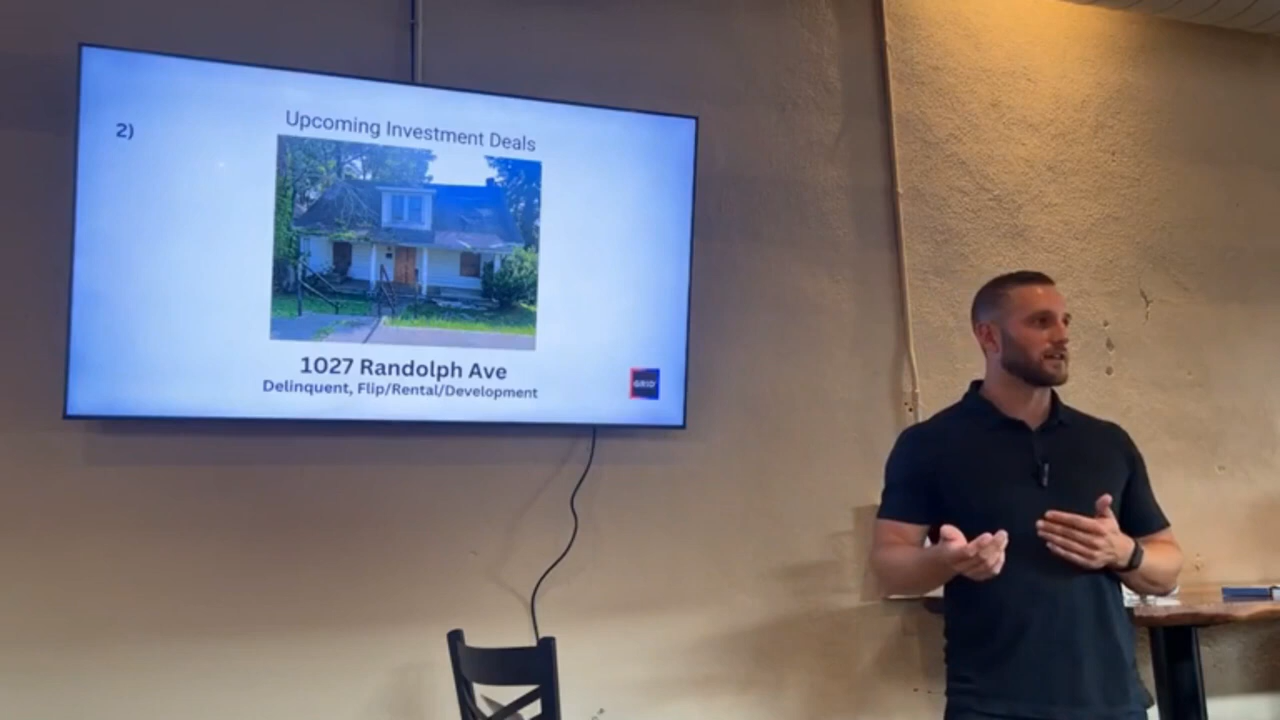 2)
Upcoming Investment Deals
1027 Randolph Ave
Delinquent, Flip/Rental/Development
GRID